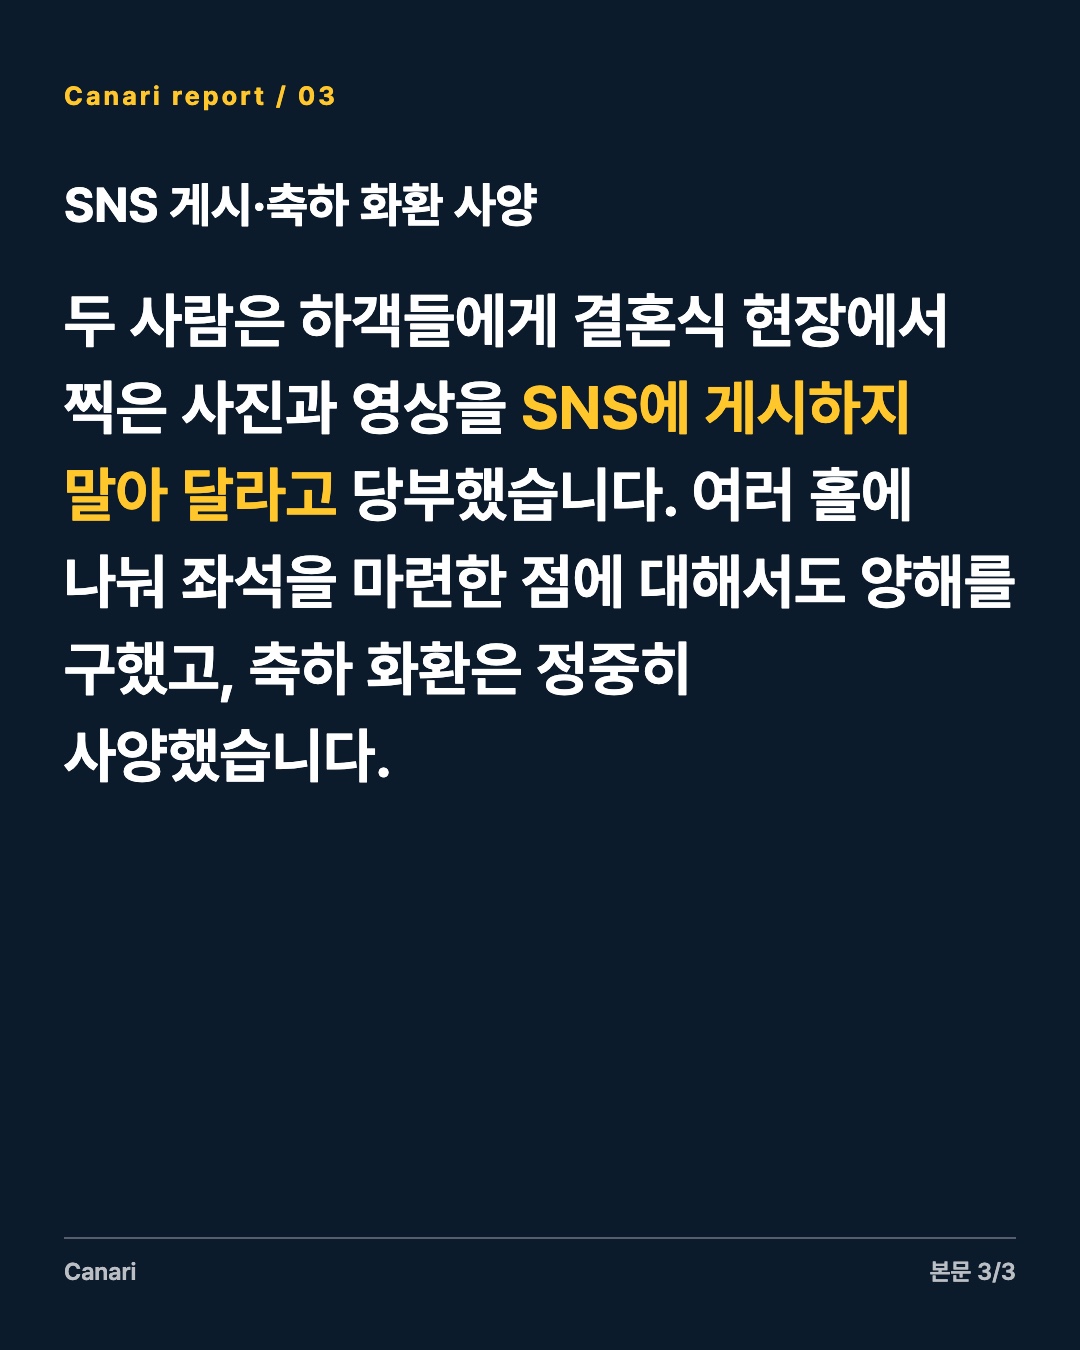 Canari report / 03
SNS 게시·축하 화환 사양
두 사람은 하객들에게 결혼식 현장에서
찍은 사진과 영상을 SNS에 게시하지
말아 달라고 당부했습니다. 여러 홀에
나눠 좌석을 마련한 점에 대해서도 양해를
구했고, 축하 화환은 정중히
사양했습니다.
Canari
본문 3/3